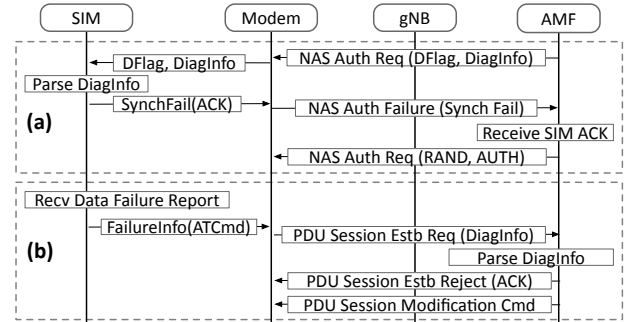 SIM Modem gNB AMF
DFlag, DiagInfo NAS Auth Req (DFlag, DiagInfo)
Parse DiagInfo
SynchFail(ACK) NAS Auth Failure (Synch Fail)
(a)
Receive SIM ACK
NAS Auth Req (RAND, AUTH)
Recv Data Failure Report
FailureInfo(ATCmd) PDU Session Estb Req (DiagInfo)
(b)
Parse DiagInfo
PDU Session Estb Reject (ACK)
PDU Session Modification Cmd